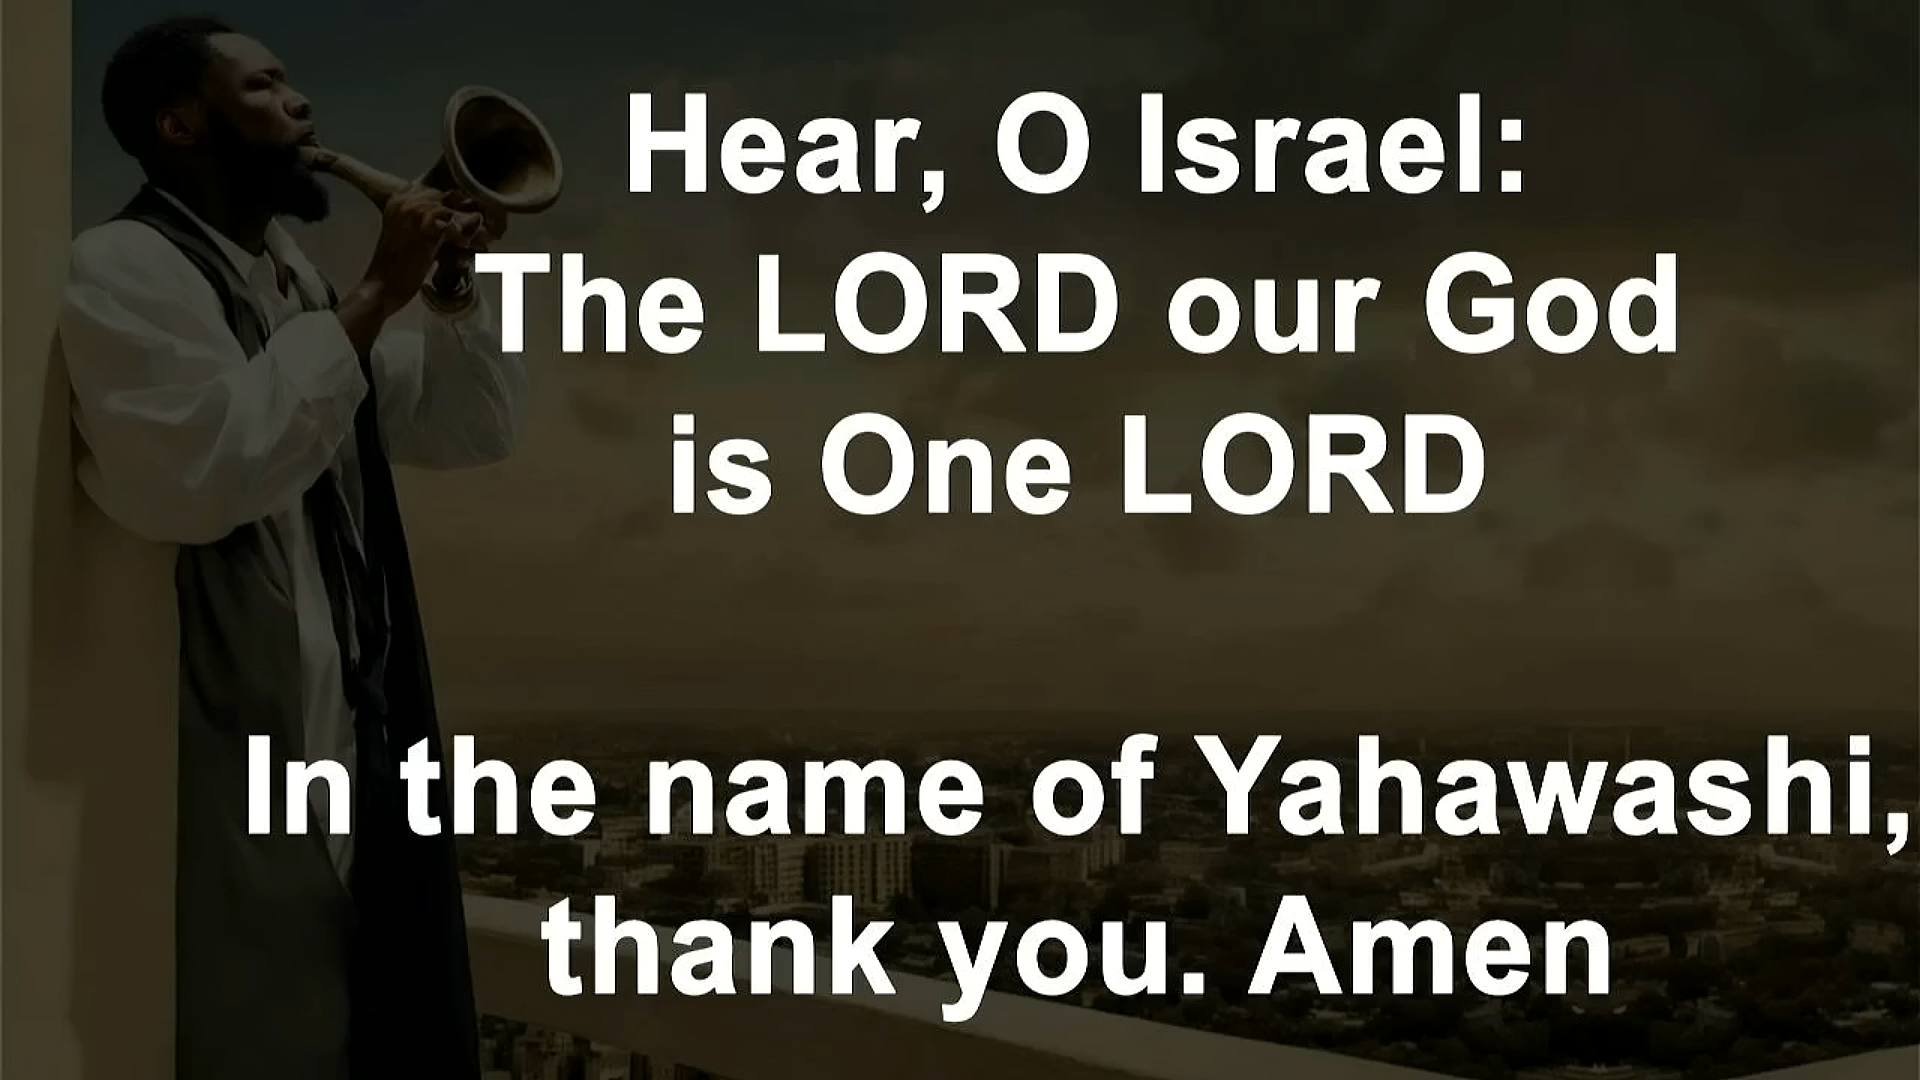 Hear, O Israel:
The LORD our God
is One LORD
In the name of Yahawashi,
thank you. Amen